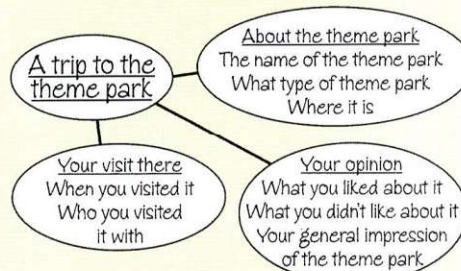 A trip to the
theme park
About the theme park
The name of the theme park
What type of theme park
Where it is
Your visit there
When you visited it
Who you visited
it with
Your opinion
What you liked about it
What you didn't like about it
Your general impression
of the theme park